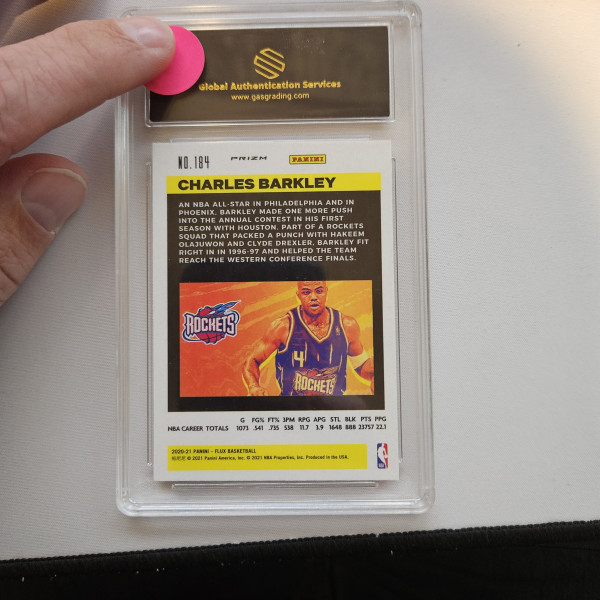 Global Authentication Services
www.gasgrading.com
NO. 184 PRIZM PANINI
CHARLES BARKLEY
AN NBA ALL-STAR IN PHILADELPHIA AND IN
PHOENIX, BARKLEY MADE ONE MORE PUSH
INTO THE ANNUAL CONTEST IN HIS FIRST
SEASON WITH HOUSTON. PART OF A ROCKETS
SQUAD THAT PACKED A PUNCH WITH HAKEEM
OLAJUWON AND CLYDE DREXLER, BARKLEY FIT
RIGHT IN IN 1996-97 AND HELPED THE TEAM
REACH THE WESTERN CONFERENCE FINALS.
ROCKETS
4
ROCKETS
G FG% FT% 3PM RPG APG STL BLK PTS PPG
NBA CAREER TOTALS 1073 .541 .735 538 11.7 3.9 1648 888 23757 22.1
2020-21 PANINI – FLUX BASKETBALL
© 2021 Panini America, Inc. © 2021 NBA Properties, Inc. Produced in the USA.